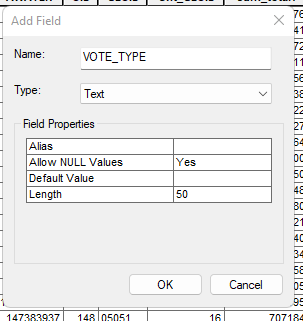 Add Field
Name: VOTE_TYPE
Type: Text
Field Properties
Alias
Allow NULL Values Yes
Default Value
Length 50
OK Cancel
147383937 148 05051 16 707184